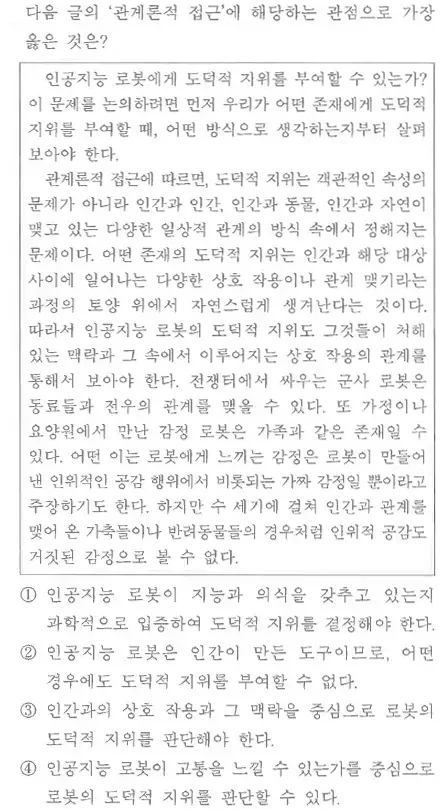 다음 글의 ‘관계론적 접근’에 해당하는 관점으로 가장
옳은 것은?
인공지능 로봇에게 도덕적 지위를 부여할 수 있는가?
이 문제를 논의하려면 먼저 우리가 어떤 존재에게 도덕적
지위를 부여할 때, 어떤 방식으로 생각하는지부터 살펴
보아야 한다.
관계론적 접근에 따르면, 도덕적 지위는 객관적인 속성의
문제가 아니라 인간과 인간, 인간과 동물, 인간과 자연이
맺고 있는 다양한 일상적 관계의 방식 속에서 정해지는
문제이다. 어떤 존재의 도덕적 지위는 인간과 해당 대상
사이에 일어나는 다양한 상호 작용이나 관계 맺기라는
과정의 토양 위에서 자연스럽게 생겨난다는 것이다.
따라서 인공지능 로봇의 도덕적 지위도 그것들이 처해
있는 맥락과 그 속에서 이루어지는 상호 작용의 관계를
통해서 보아야 한다. 전쟁터에서 싸우는 군사 로봇은
동료들과 전우의 관계를 맺을 수 있다. 또 가정이나
요양원에서 만난 감정 로봇은 가족과 같은 존재일 수
있다. 어떤 이는 로봇에게 느끼는 감정은 로봇이 만들어
낸 인위적인 공감 행위에서 비롯되는 가짜 감정일 뿐이라고
주장하기도 한다. 하지만 수 세기에 걸쳐 인간과 관계를
맺어 온 가축들이나 반려동물들의 경우처럼 인위적 공감도
거짓된 감정으로 볼 수 없다.
① 인공지능 로봇이 지능과 의식을 갖추고 있는지
과학적으로 입증하여 도덕적 지위를 결정해야 한다.
② 인공지능 로봇은 인간이 만든 도구이므로, 어떤
경우에도 도덕적 지위를 부여할 수 없다.
③ 인간과의 상호 작용과 그 맥락을 중심으로 로봇의
도덕적 지위를 판단해야 한다.
④ 인공지능 로봇이 고통을 느낄 수 있는가를 중심으로
로봇의 도덕적 지위를 판단할 수 있다.